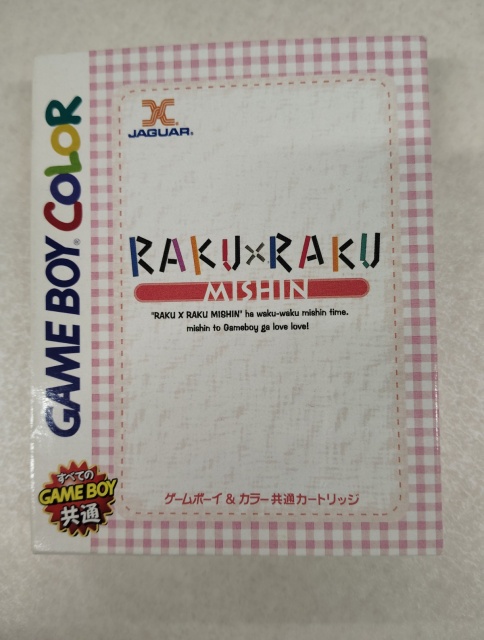 GAME BOY COLOR
JAGUAR
RAKU×RAKU
MISHIN
"RAKU X RAKU MISHIN" he waku-waku mishin time.
mishin to Gameboy ga love love!
すべての
GAME BOY
共通
ゲームボーイ & カラー共通カートリッジ